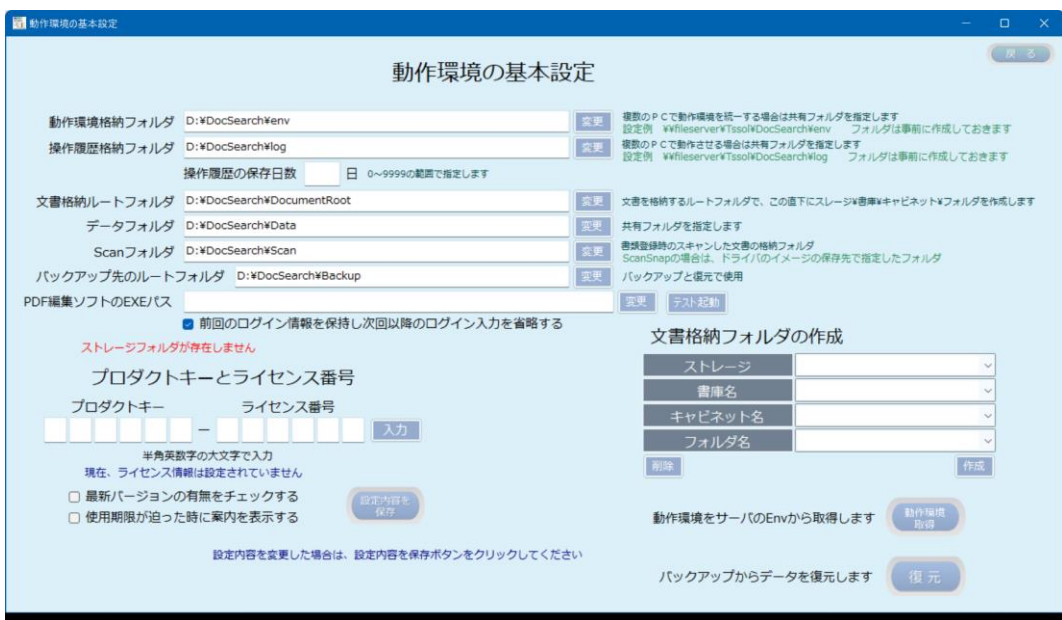 動作環境の基本設定
戻 る
動作環境の基本設定
動作環境格納フォルダ D:¥DocSearch¥env 変更 複数のPCで動作環境を統一する場合は共有フォルダを指定します
設定例 ¥¥fileserver¥Tssol¥DocSearch¥env フォルダは事前に作成しておきます
操作履歴格納フォルダ D:¥DocSearch¥log 変更 複数のPCで動作させる場合は共有フォルダを指定します
設定例 ¥¥fileserver¥Tssol¥DocSearch¥log フォルダは事前に作成しておきます
操作履歴の保存日数 日 0~9999の範囲で指定します
文書格納ルートフォルダ D:¥DocSearch¥DocumentRoot 変更 文書を格納するルートフォルダで、この直下にスレージ¥書庫¥キャビネット¥フォルダを作成します
データフォルダ D:¥DocSearch¥Data 変更 共有フォルダを指定します
Scanフォルダ D:¥DocSearch¥Scan 変更 書類登録時のスキャンした文書の格納フォルダ
ScanSnapの場合は、ドライバのイメージの保存先で指定したフォルダ
バックアップ先のルートフォルダ D:¥DocSearch¥Backup 変更 バックアップと復元で使用
PDF編集ソフトのEXEパス 変更 テスト起動
前回のログイン情報を保持し次回以降のログイン入力を省略する
ストレージフォルダが存在しません
プロダクトキーとライセンス番号
プロダクトキー ライセンス番号
ー 入力
半角英数字の大文字で入力
現在、ライセンス情報は設定されていません
最新バージョンの有無をチェックする
使用期限が迫った時に案内を表示する
設定内容を
保存
設定内容を変更した場合は、設定内容を保存ボタンをクリックしてください
文書格納フォルダの作成
ストレージ
書庫名
キャビネット名
フォルダ名
削除 作成
動作環境をサーバのEnvから取得します 動作環境
取得
バックアップからデータを復元します 復 元